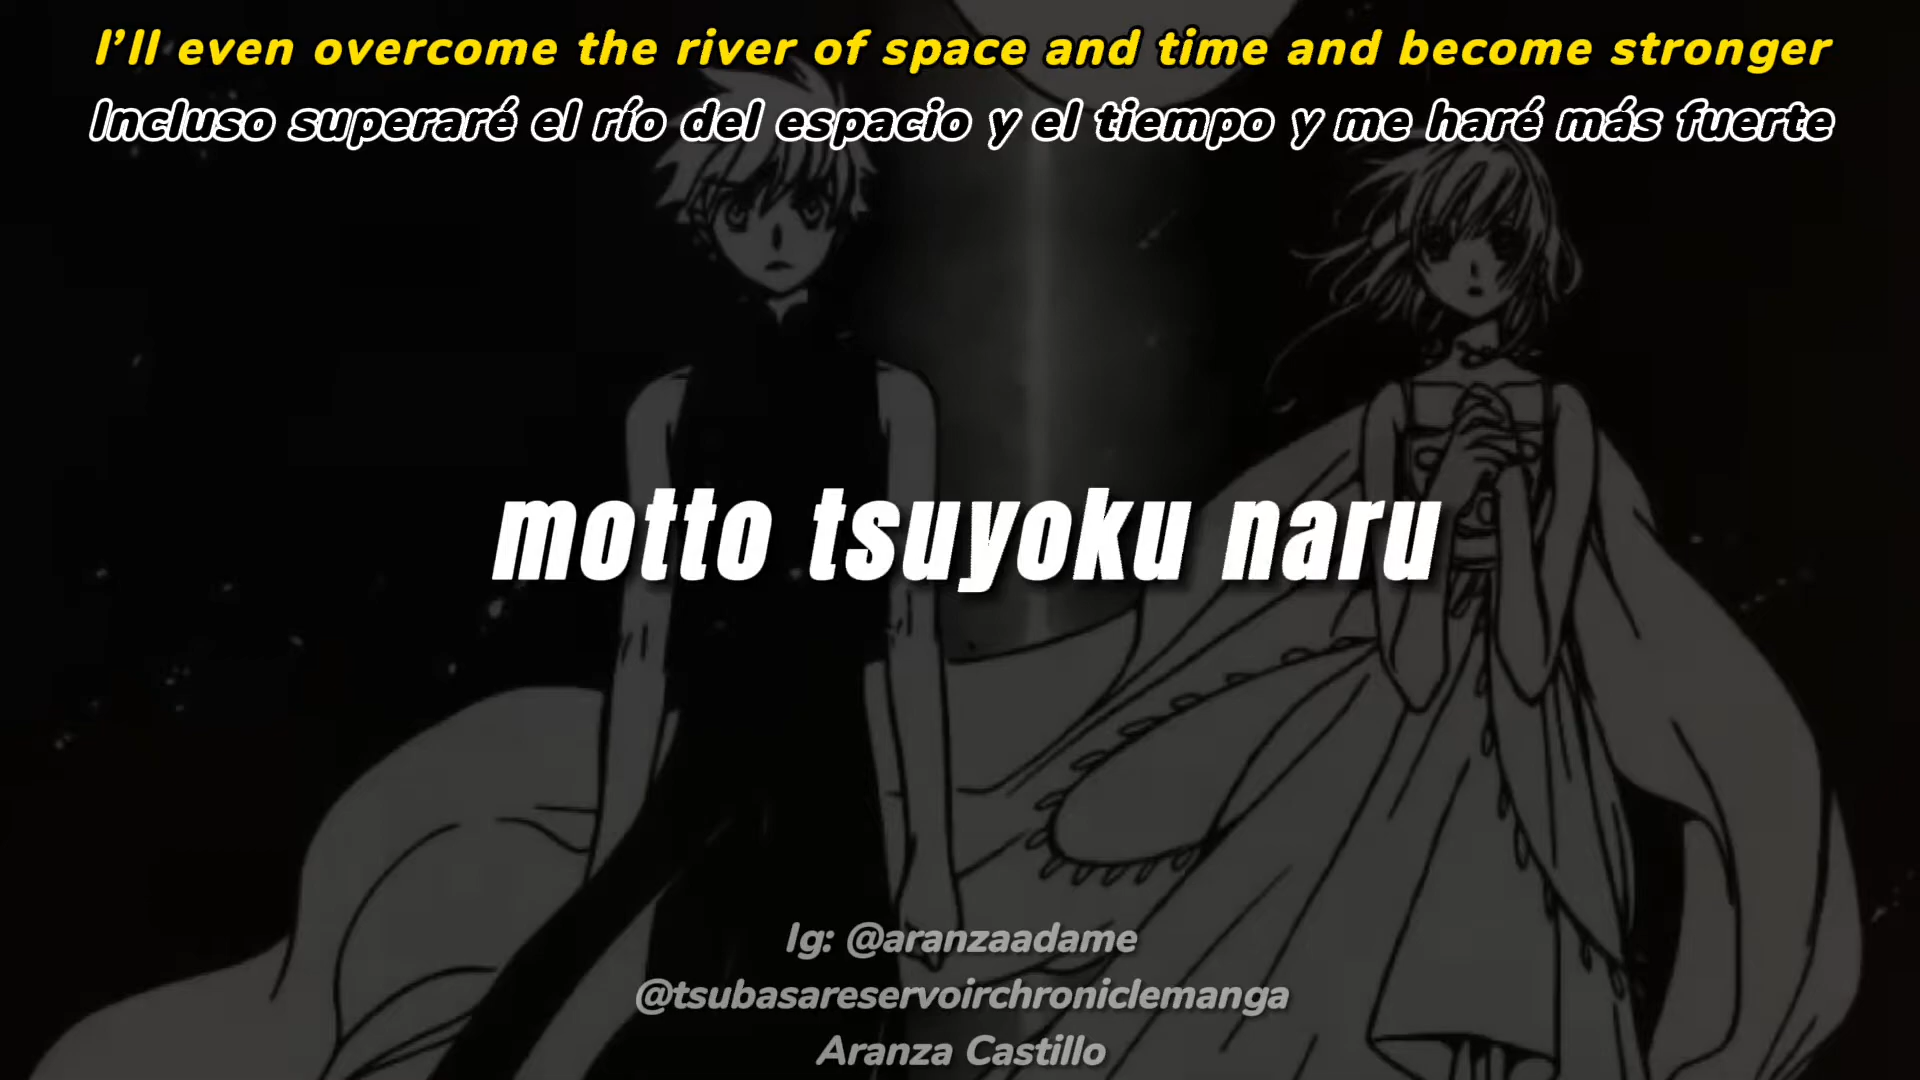 I’ll even overcome the river of space and time and become stronger
Incluso superaré el río del espacio y el tiempo y me haré más fuerte
motto tsuyoku naru
Ig: @aranzaadame
@tsubasareservoirchroniclemanga
Aranza Castillo